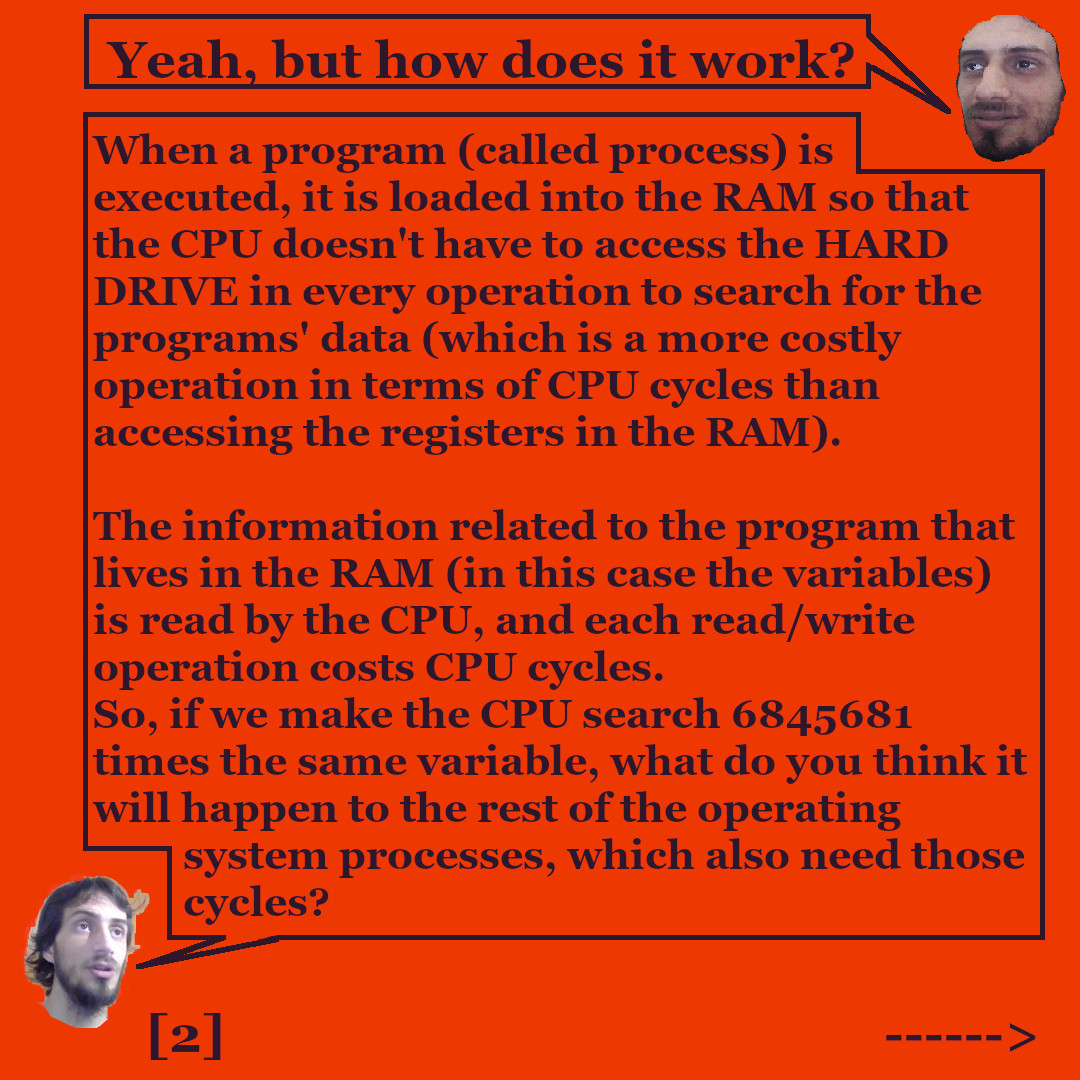 Yeah, but how does it work?
When a program (called process) is
executed, it is loaded into the RAM so that
the CPU doesn't have to access the HARD
DRIVE in every operation to search for the
programs' data (which is a more costly
operation in terms of CPU cycles than
accessing the registers in the RAM).
The information related to the program that
lives in the RAM (in this case the variables)
is read by the CPU, and each read/write
operation costs CPU cycles.
So, if we make the CPU search 6845681
times the same variable, what do you think it
will happen to the rest of the operating
system processes, which also need those
cycles?
[2]
------>